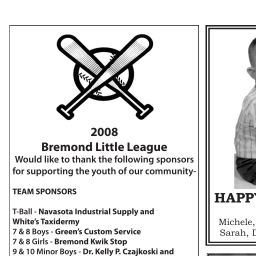 2008
Bremond Little League
Would like to thank the following sponsors
for supporting the youth of our community-
TEAM SPONSORS
T-Ball - Navasota Industrial Supply and
White's Taxidermy
7 & 8 Boys - Green's Custom Service
7 & 8 Girls - Bremond Kwik Stop
9 & 10 Minor Boys - Dr. Kelly P. Czajkoski and
HAPPY
Michele,
Sarah, D